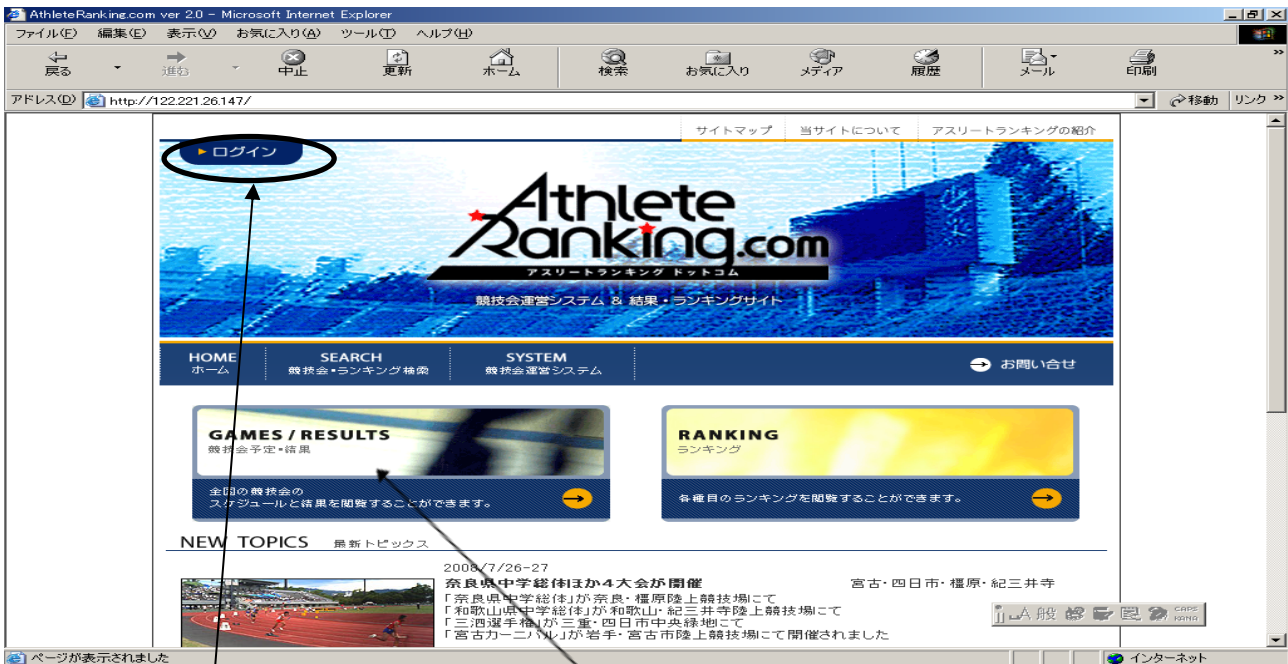 AthleteRanking.com ver 2.0 - Microsoft Internet Explorer
ファイル(F) 編集(E) 表示(V) お気に入り(A) ツール(T) ヘルプ(H)
戻る 進む 中止 更新 ホーム 検索 お気に入り メディア 履歴 メール 印刷
アドレス(D) http://122.221.26.147/ 移動 リンク
サイトマップ 当サイトについて アスリートランキングの紹介
ログイン
Athlete
Ranking.com
アスリートランキング ドットコム
競技会運営システム & 結果・ランキングサイト
HOME SEARCH SYSTEM
ホーム 競技会・ランキング検索 競技会運営システム お問い合せ
GAMES / RESULTS
競技会予定・結果
全国の競技会の
スケジュールと結果を閲覧することができます。
RANKING
ランキング
各種目のランキングを閲覧することができます。
NEW TOPICS 最新トピックス
2008/7/26-27
奈良県中学総体ほか4大会が開催 宮古・四日市・橿原・紀三井寺
「奈良県中学総体」が奈良・橿原陸上競技場にて
「和歌山県中学総体」が和歌山・紀三井寺陸上競技場にて
「三泗選手権」が三重・四日市中央緑地にて
「宮古カーニバル」が岩手・宮古市陸上競技場にて開催されました
A 般 CAPS
KANA
ページが表示されました インターネット